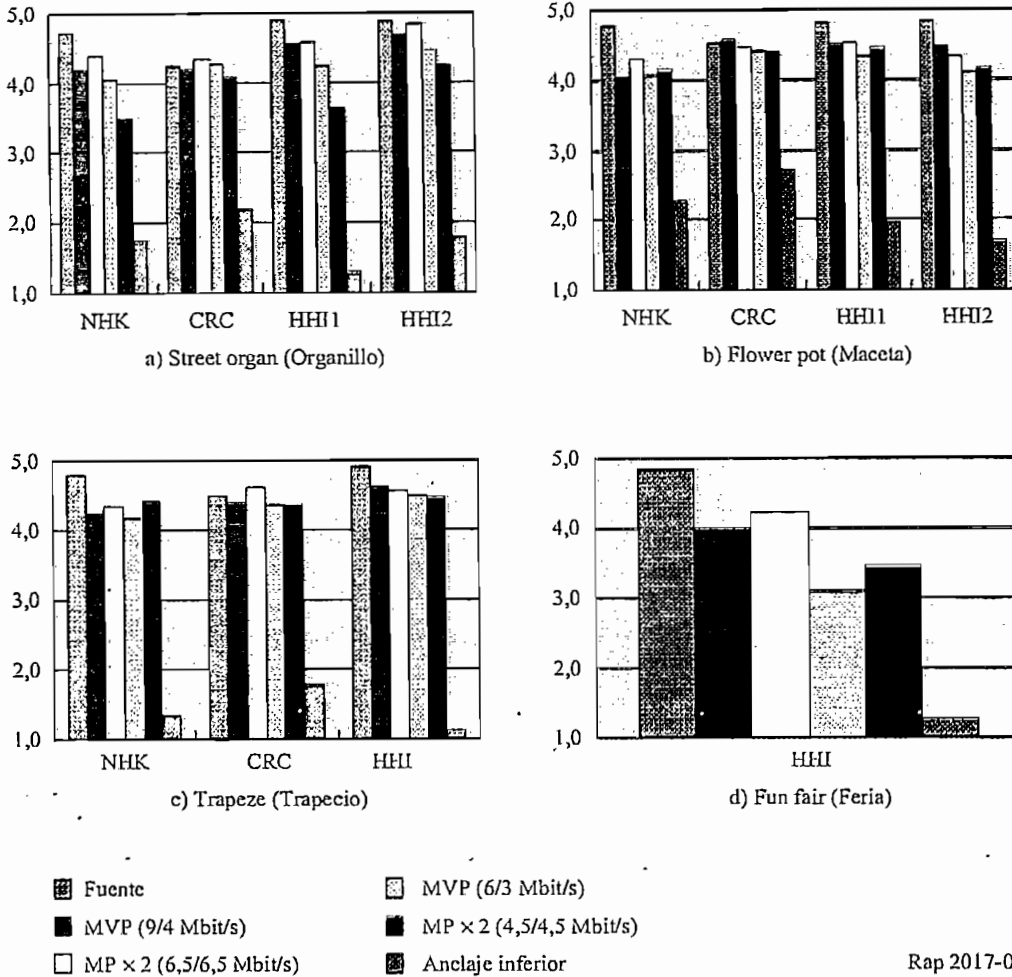 5,0
4,0
3,0
2,0
1,0
NHK CRC HHI1 HHI2
a) Street organ (Organillo)
5,0
4,0
3,0
2,0
1,0
NHK CRC HHI1 HHI2
b) Flower pot (Maceta)
5,0
4,0
3,0
2,0
1,0
NHK CRC HHI
c) Trapeze (Trapecio)
5,0
4,0
3,0
2,0
1,0
HHI
d) Fun fair (Feria)
Fuente
MVP (9/4 Mbit/s)
MP × 2 (6,5/6,5 Mbit/s)
MVP (6/3 Mbit/s)
MP × 2 (4,5/4,5 Mbit/s)
Anclaje inferior
Rap 2017-0